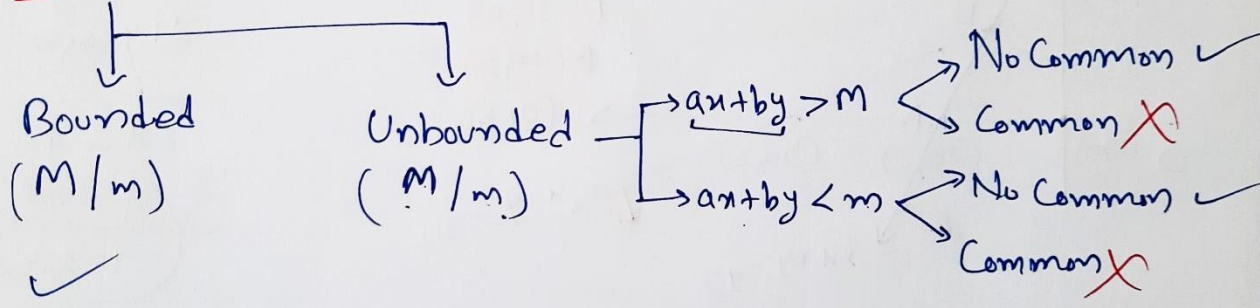 Bounded
(M/m)
Unbounded
(M/m)
ax+by > M
No Common
Common
ax+by < m
No Common
Common